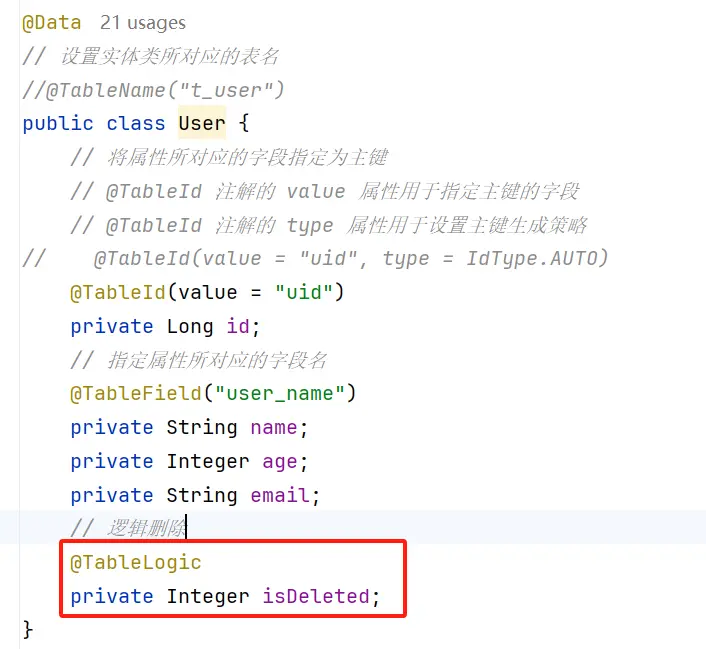 @Data 21 usages
// 设置实体类所对应的表名
//@TableName("t_user")
public class User {
// 将属性所对应的字段指定为主键
// @TableId 注解的 value 属性用于指定主键的字段
// @TableId 注解的 type 属性用于设置主键生成策略
// @TableId(value = "uid", type = IdType.AUTO)
@TableId(value = "uid")
private Long id;
// 指定属性所对应的字段名
@TableField("user_name")
private String name;
private Integer age;
private String email;
// 逻辑删除
@TableLogic
private Integer isDeleted;
}